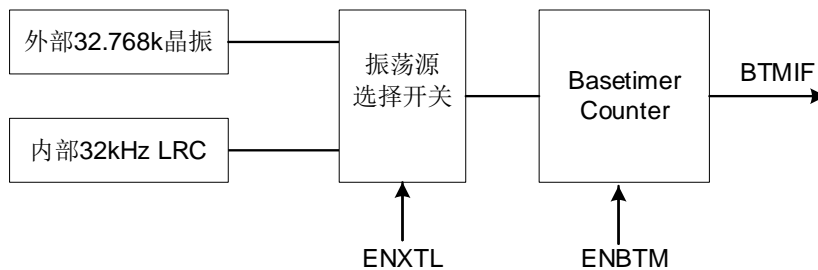 外部32.768k晶振
内部32kHz LRC
振荡源
选择开关
Basetimer
Counter
BTMIF
ENXTL
ENBTM